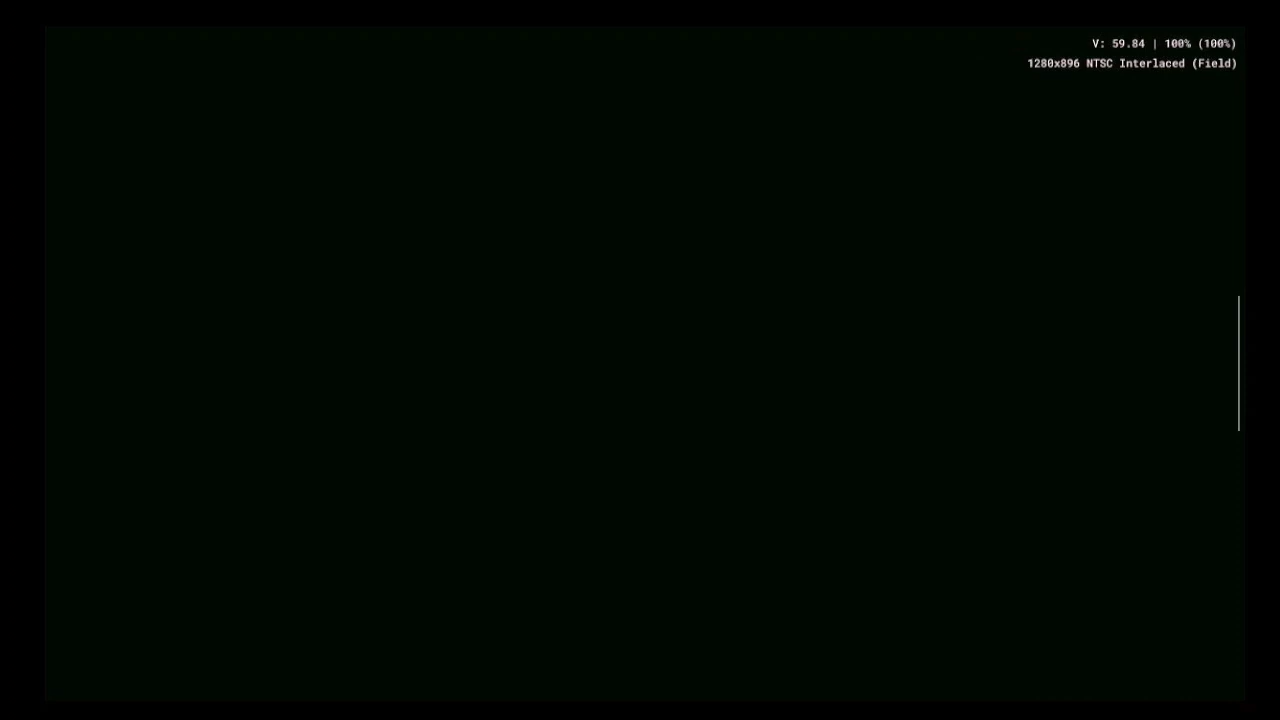 V: 59.84 | 100% (100%)
1280x896 NTSC Interlaced (Field)